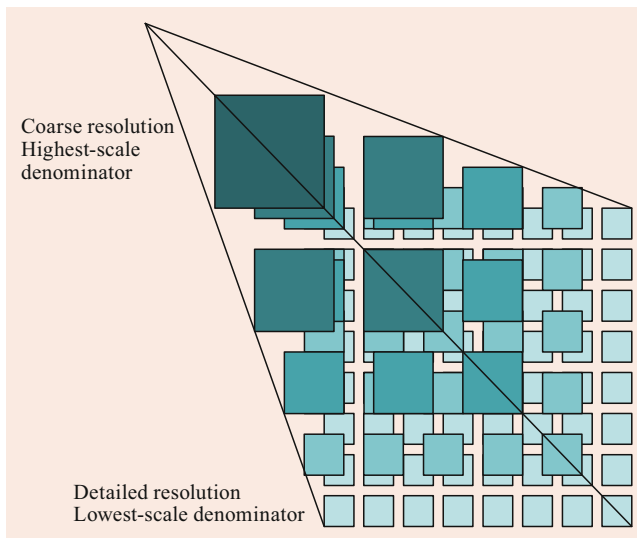 Coarse resolution
Highest-scale
denominator
Detailed resolution
Lowest-scale denominator